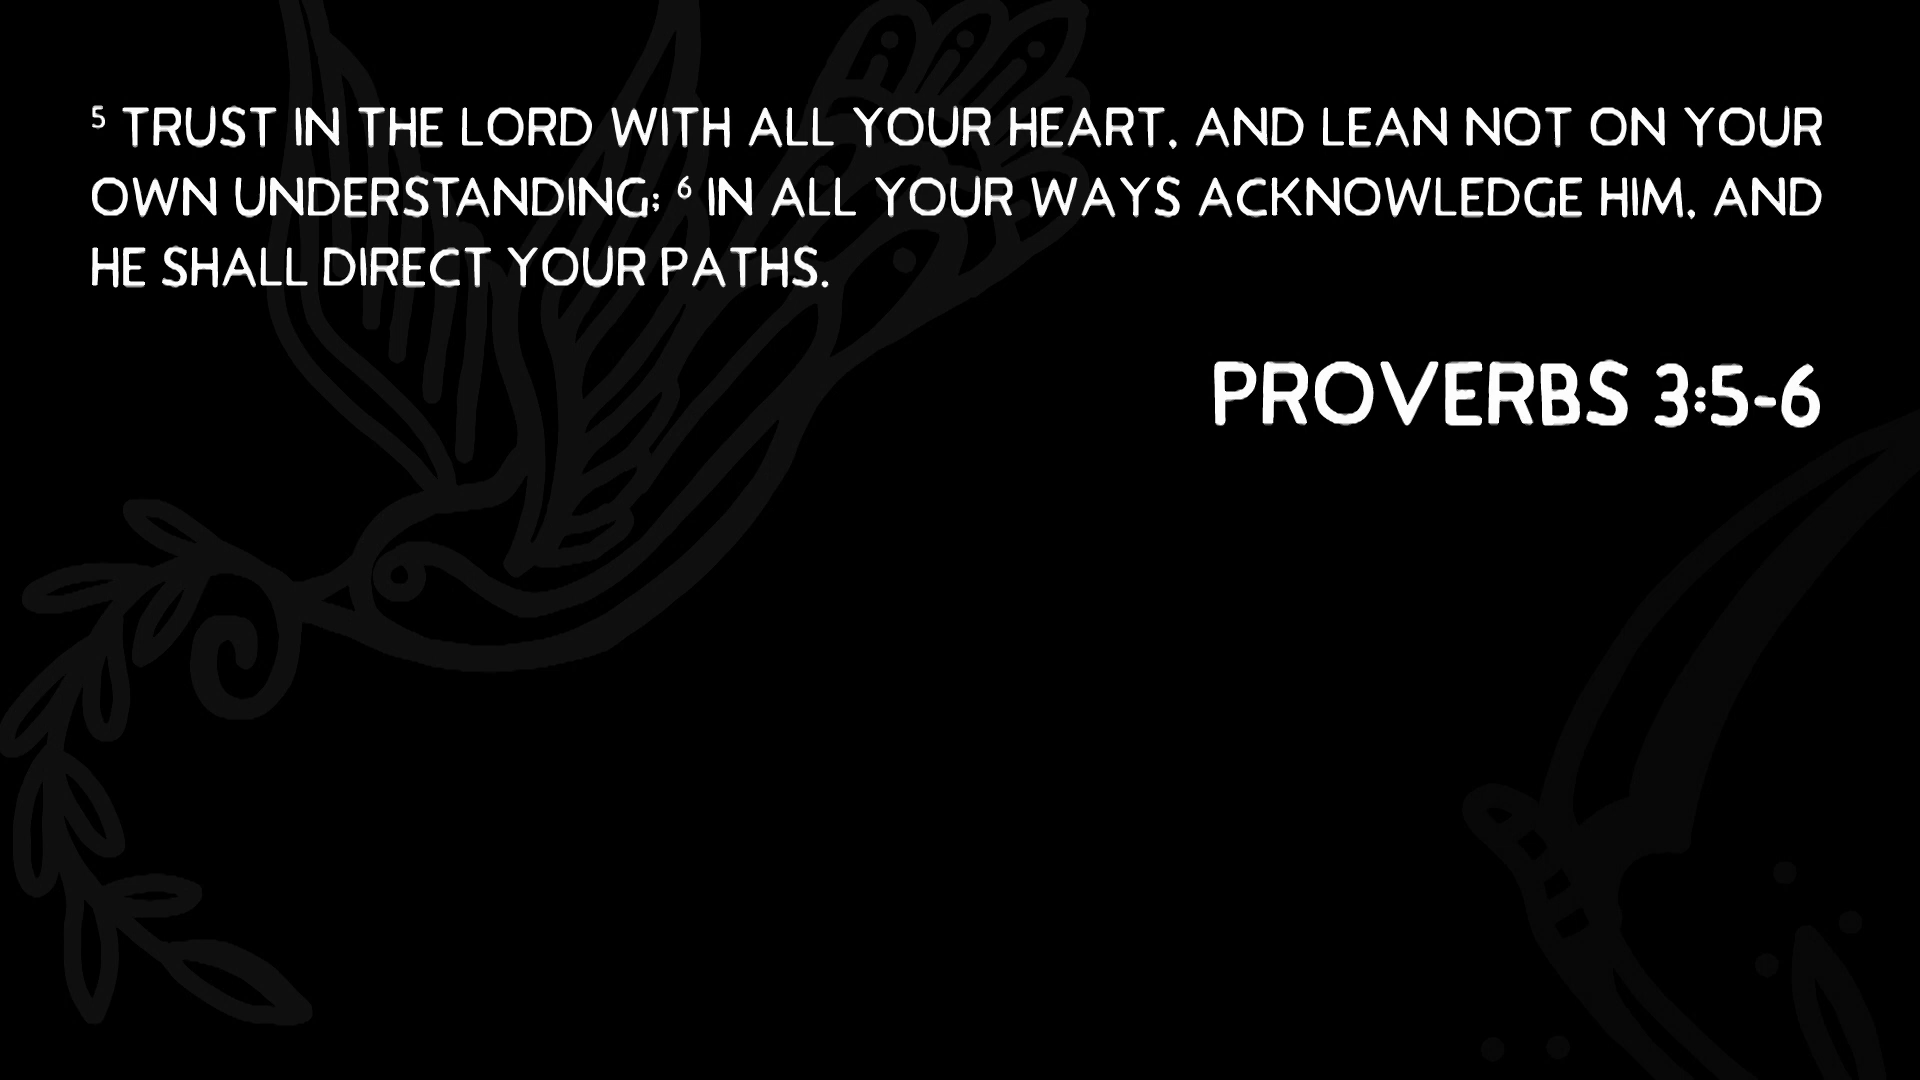 ⁵ TRUST IN THE LORD WITH ALL YOUR HEART, AND LEAN NOT ON YOUR
OWN UNDERSTANDING; ⁶ IN ALL YOUR WAYS ACKNOWLEDGE HIM, AND
HE SHALL DIRECT YOUR PATHS.
PROVERBS 3:5-6